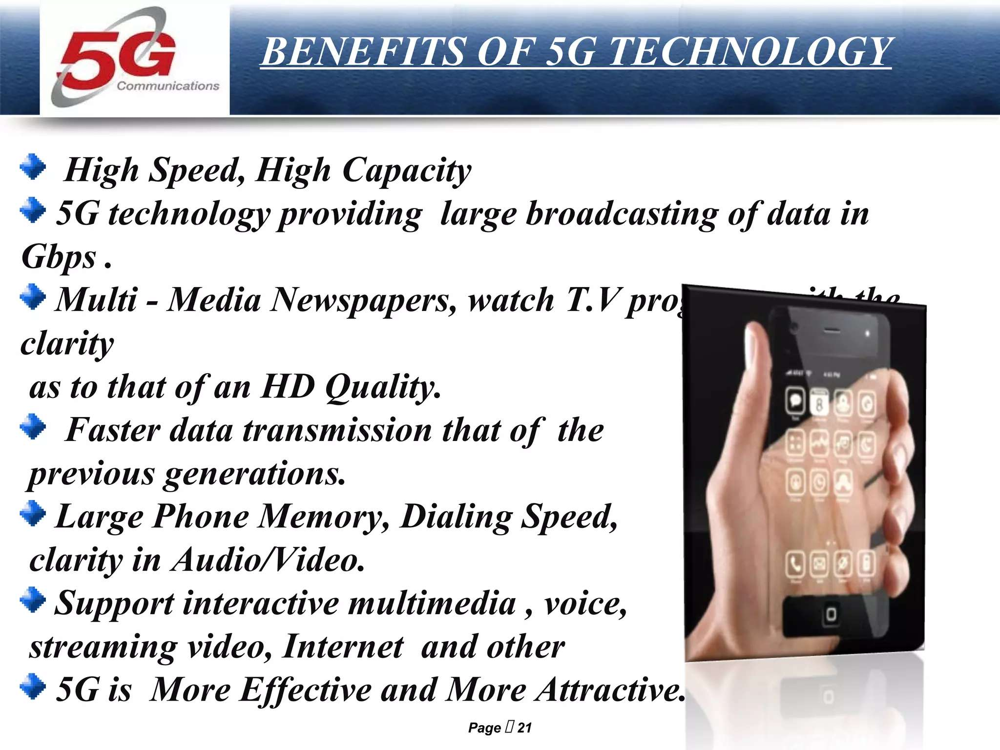 5G
Communications
BENEFITS OF 5G TECHNOLOGY
High Speed, High Capacity
5G technology providing large broadcasting of data in
Gbps .
Multi - Media Newspapers, watch T.V the
clarity
as to that of an HD Quality.
Faster data transmission that of the
previous generations.
Large Phone Memory, Dialing Speed,
clarity in Audio/Video.
Support interactive multimedia , voice,
streaming video, Internet and other
5G is More Effective and More Attractive.
8
Page 21